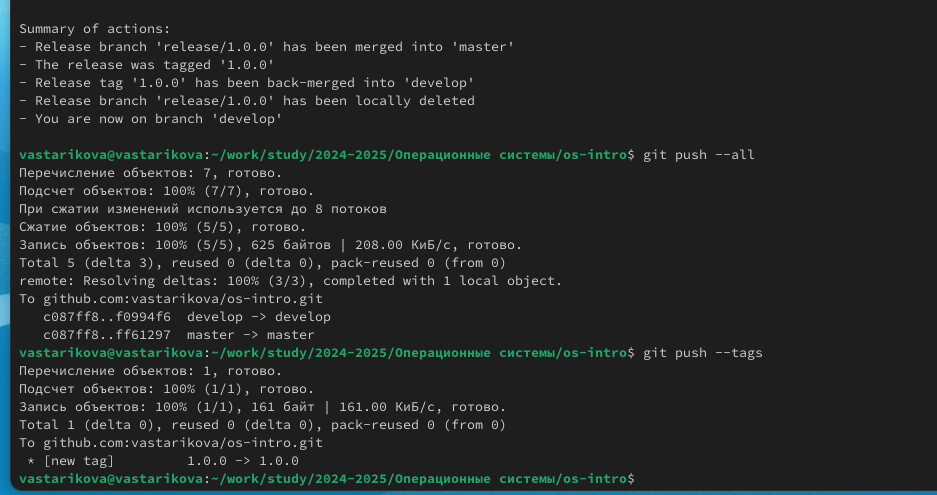 Summary of actions:
- Release branch 'release/1.0.0' has been merged into 'master'
- The release was tagged '1.0.0'
- Release tag '1.0.0' has been back-merged into 'develop'
- Release branch 'release/1.0.0' has been locally deleted
- You are now on branch 'develop'
vastarikova@vastarikova:~/work/study/2024-2025/Операционные системы/os-intro$ git push --all
Перечисление объектов: 7, готово.
Подсчет объектов: 100% (7/7), готово.
При сжатии изменений используется до 8 потоков
Сжатие объектов: 100% (5/5), готово.
Запись объектов: 100% (5/5), 625 байтов | 208.00 КиБ/с, готово.
Total 5 (delta 3), reused 0 (delta 0), pack-reused 0 (from 0)
remote: Resolving deltas: 100% (3/3), completed with 1 local object.
To github.com:vastarikova/os-intro.git
   c087ff8..f0994f6  develop -> develop
   c087ff8..ff61297  master -> master
vastarikova@vastarikova:~/work/study/2024-2025/Операционные системы/os-intro$ git push --tags
Перечисление объектов: 1, готово.
Подсчет объектов: 100% (1/1), готово.
Запись объектов: 100% (1/1), 161 байт | 161.00 КиБ/с, готово.
Total 1 (delta 0), reused 0 (delta 0), pack-reused 0 (from 0)
To github.com:vastarikova/os-intro.git
 * [new tag]         1.0.0 -> 1.0.0
vastarikova@vastarikova:~/work/study/2024-2025/Операционные системы/os-intro$